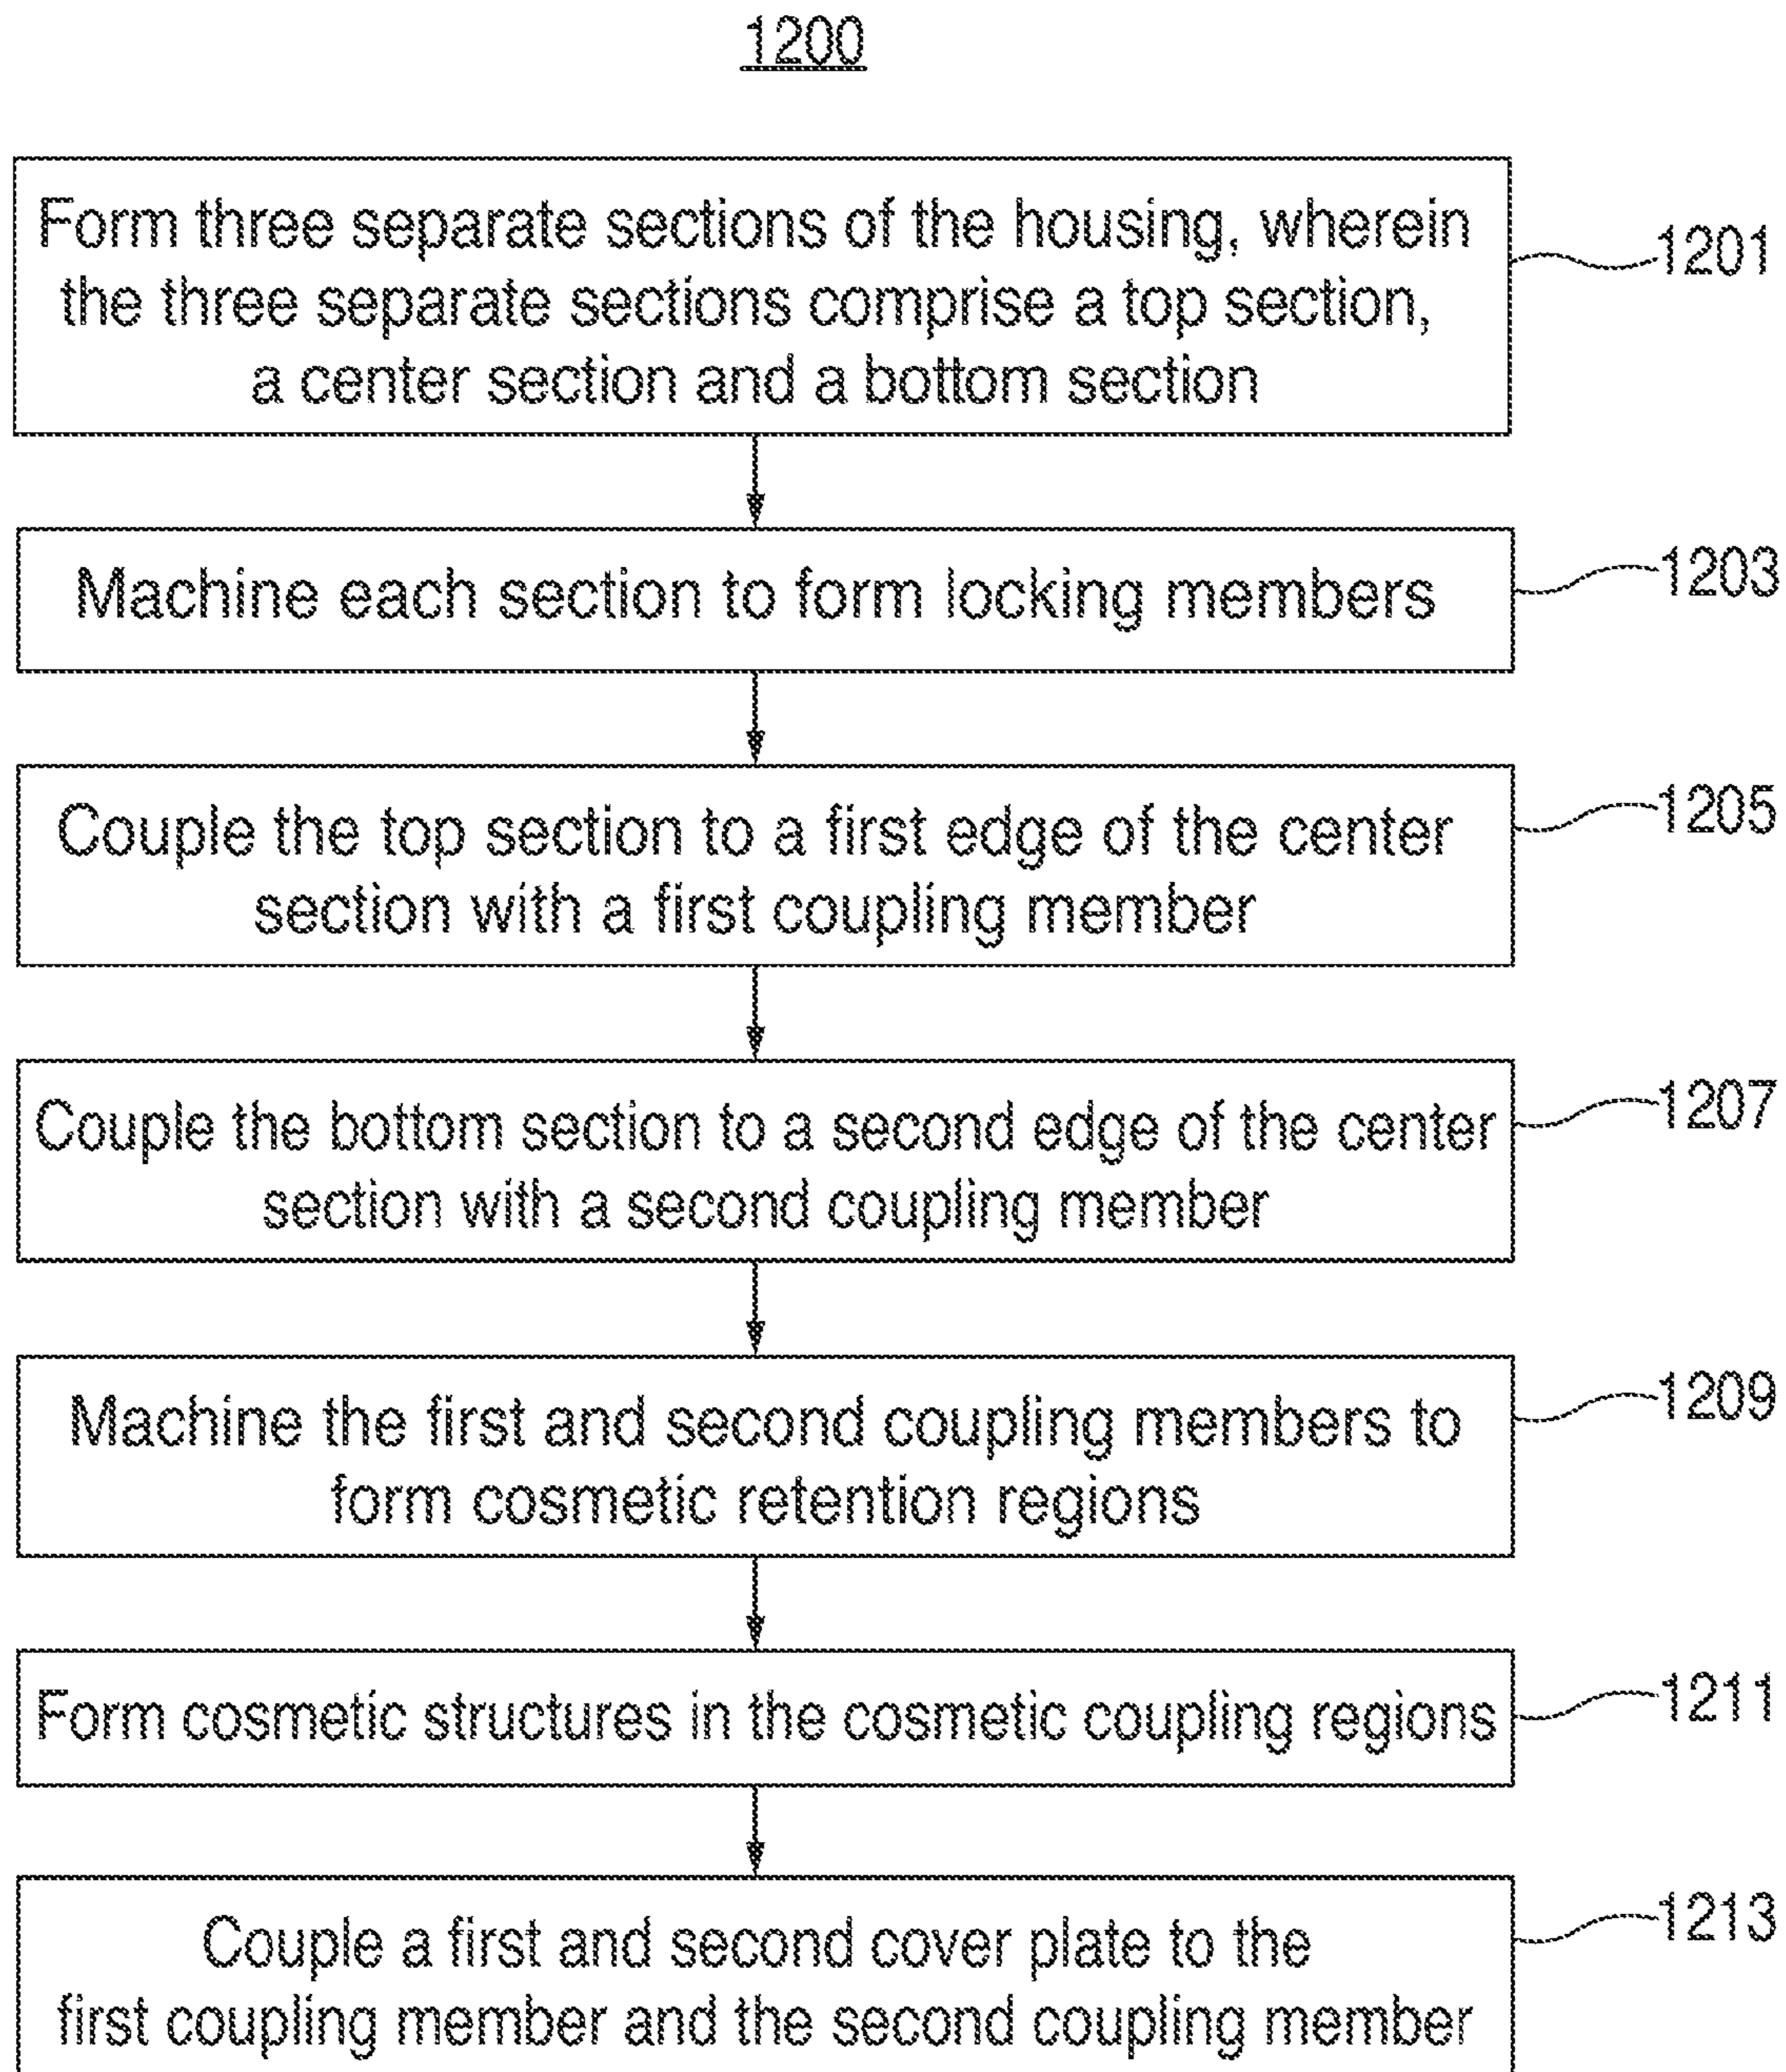 1200
Form three separate sections of the housing, wherein
the three separate sections comprise a top section,
a center section and a bottom section
1201
Machine each section to form locking members
1203
Couple the top section to a first edge of the center
section with a first coupling member
1205
Couple the bottom section to a second edge of the center
section with a second coupling member
1207
Machine the first and second coupling members to
form cosmetic retention regions
1209
Form cosmetic structures in the cosmetic coupling regions
1211
Couple a first and second cover plate to the
first coupling member and the second coupling member
1213